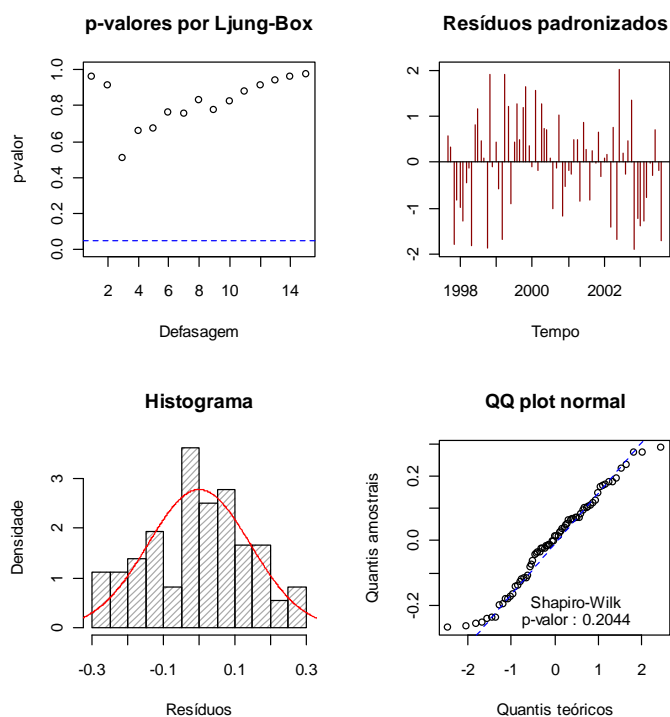 p-valores por Ljung-Box
p-valor
0.0 0.2 0.4 0.6 0.8 1.0
2 4 6 8 10 14
Defasagem
Resíduos padronizados
-2 -1 0 1 2
1998 2000 2002
Tempo
Histograma
Densidade
0 1 2 3
-0.3 -0.1 0.1 0.3
Resíduos
QQ plot normal
Quantis amostrais
-0.2 0.0 0.2
Shapiro-Wilk
p-valor : 0.2044
-2 -1 0 1 2
Quantis teóricos